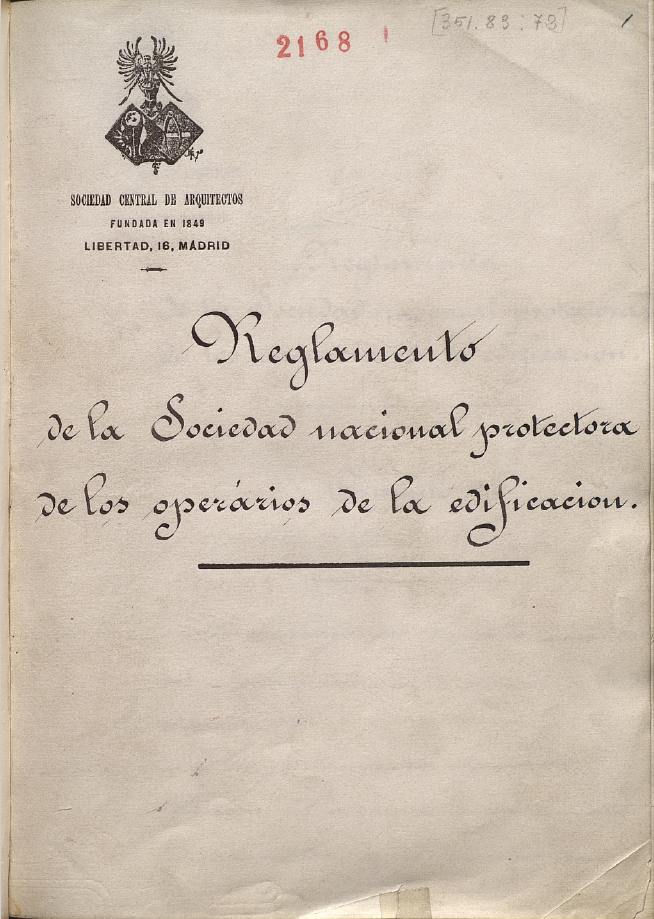 [351.83:78]
1
2168
SOCIEDAD CENTRAL DE ARQUITECTOS
FUNDADA EN 1849
LIBERTAD, 16, MADRID
Reglamento
de la Sociedad nacional protectora
de los operários de la edificacion.